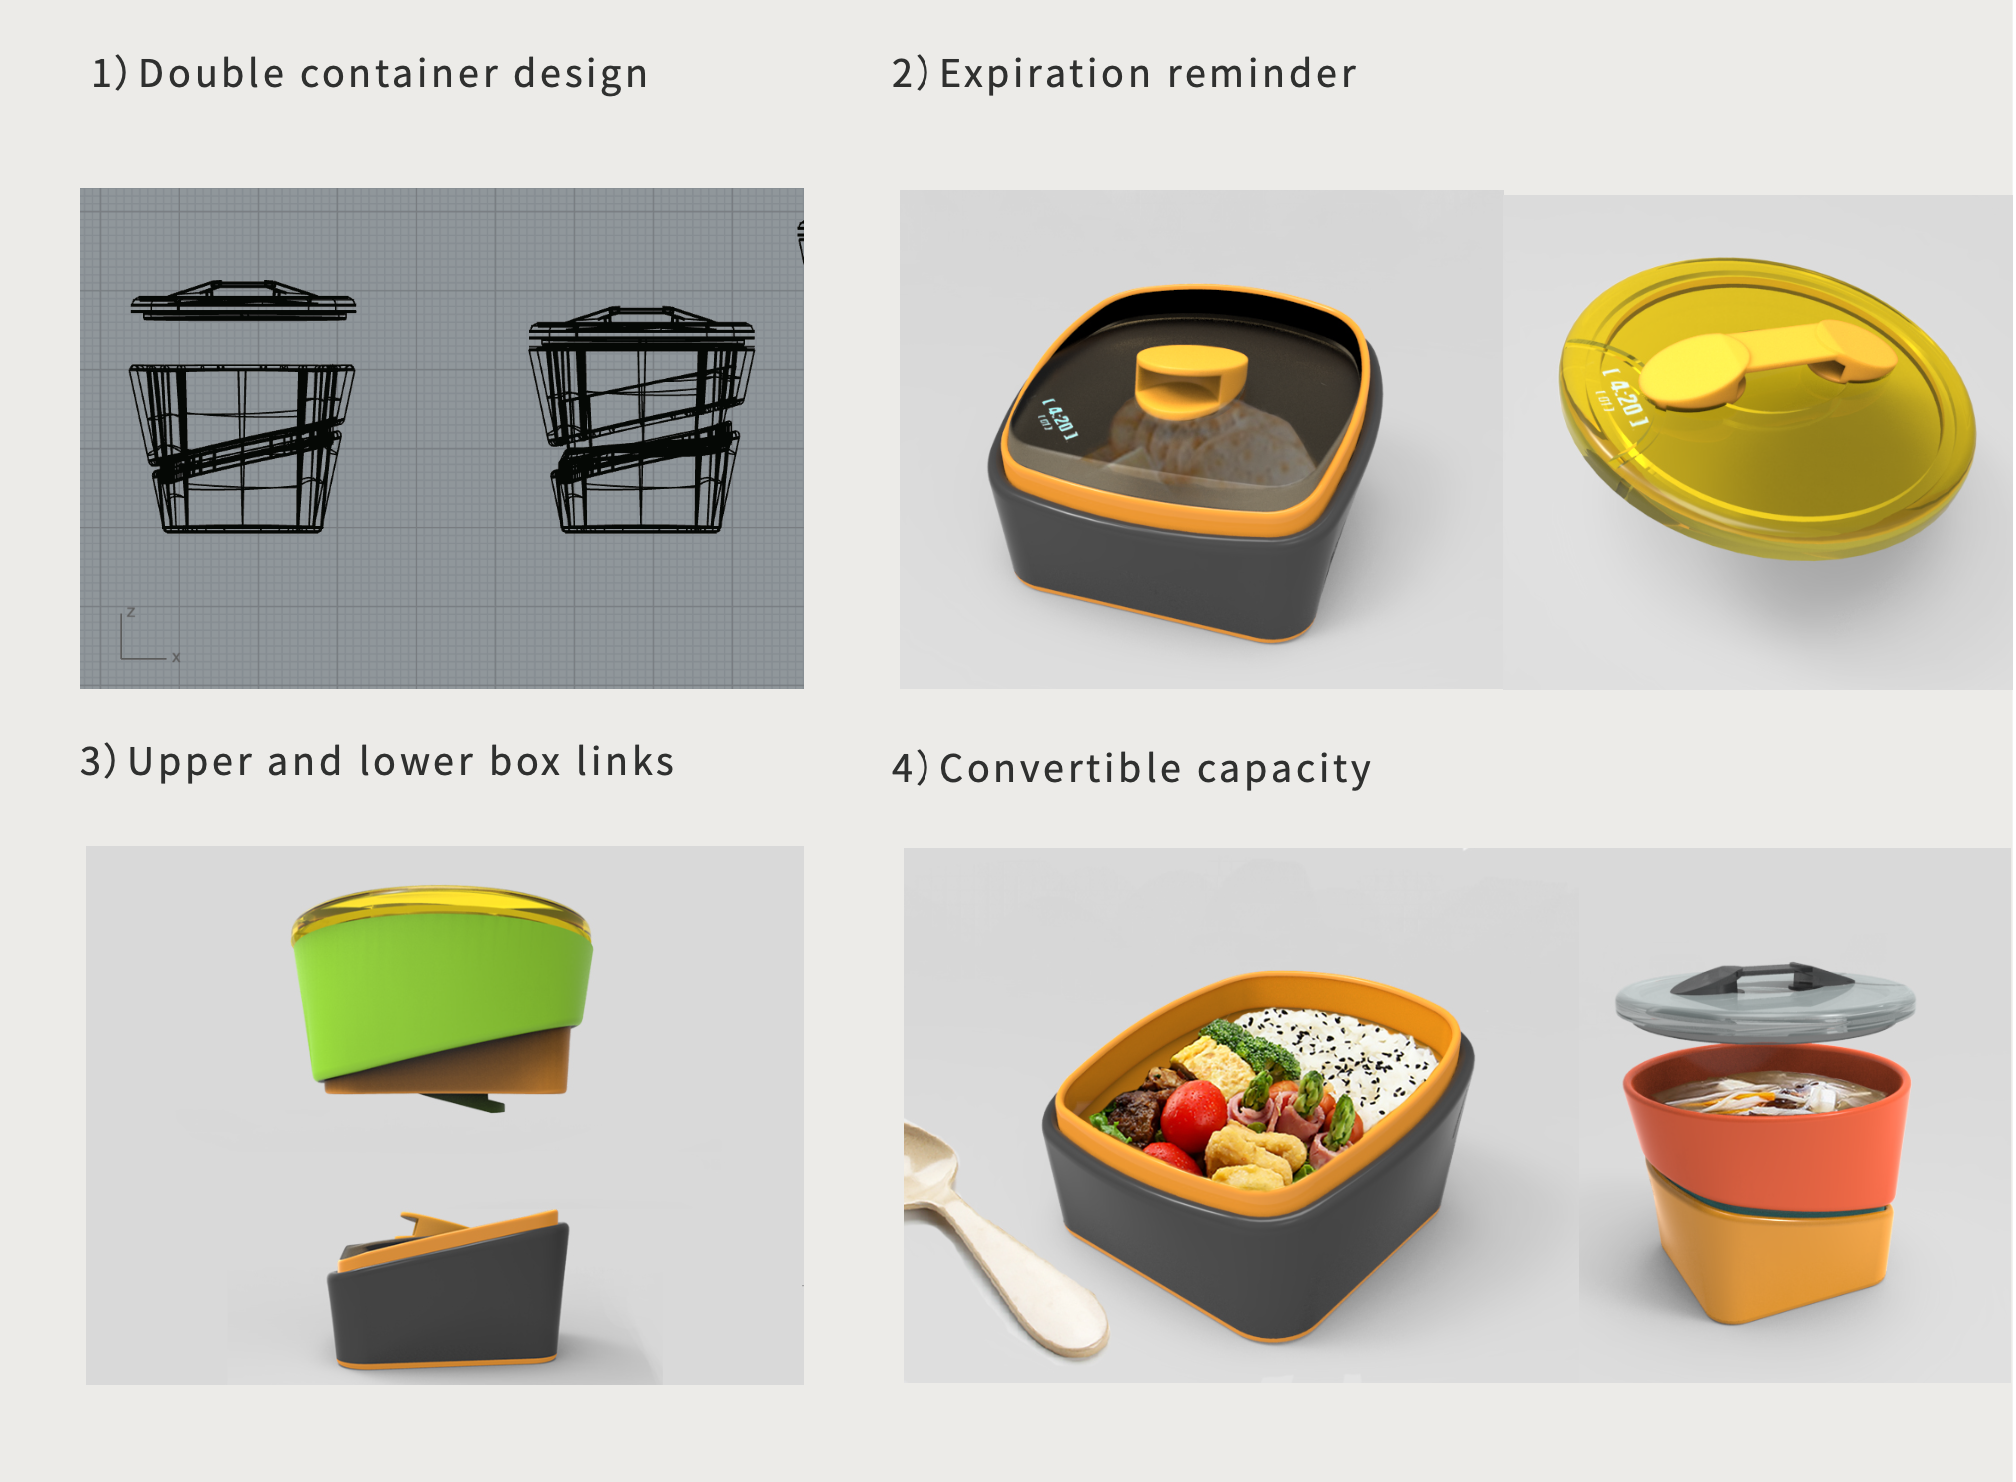 1) Double container design
2) Expiration reminder
Z
X
[ 4:20 ]
[ 4:20 ]
3) Upper and lower box links
4) Convertible capacity